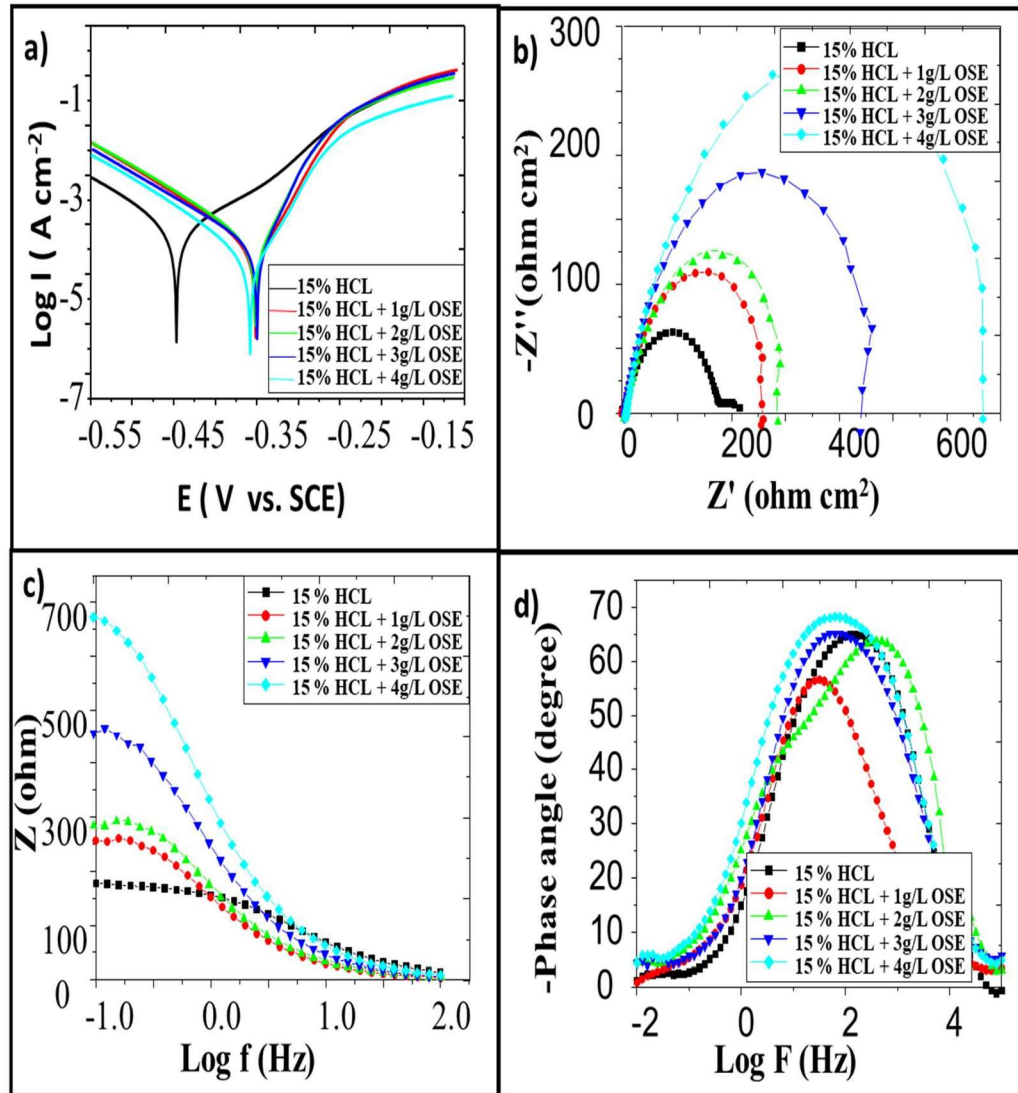 a)
Log I ( A cm⁻²)
-1
-3
-5
-7
15% HCL
15% HCL + 1g/L OSE
15% HCL + 2g/L OSE
15% HCL + 3g/L OSE
15% HCL + 4g/L OSE
-0.55 -0.45 -0.35 -0.25 -0.15
E ( V vs. SCE)
b)
-Z''(ohm cm²)
300
200
100
0
15% HCL
15% HCL + 1g/L OSE
15% HCL + 2g/L OSE
15% HCL + 3g/L OSE
15% HCL + 4g/L OSE
0 200 400 600
Z' (ohm cm²)
c)
Z (ohm)
700
500
300
100
0
15 % HCL
15 % HCL + 1g/L OSE
15 % HCL + 2g/L OSE
15 % HCL + 3g/L OSE
15 % HCL + 4g/L OSE
-1.0 0.0 1.0 2.0
Log f (Hz)
d)
-Phase angle (degree)
70
60
50
40
30
20
10
0
15 % HCL
15 % HCL + 1g/L OSE
15 % HCL + 2g/L OSE
15 % HCL + 3g/L OSE
15 % HCL + 4g/L OSE
-2 0 2 4
Log F (Hz)